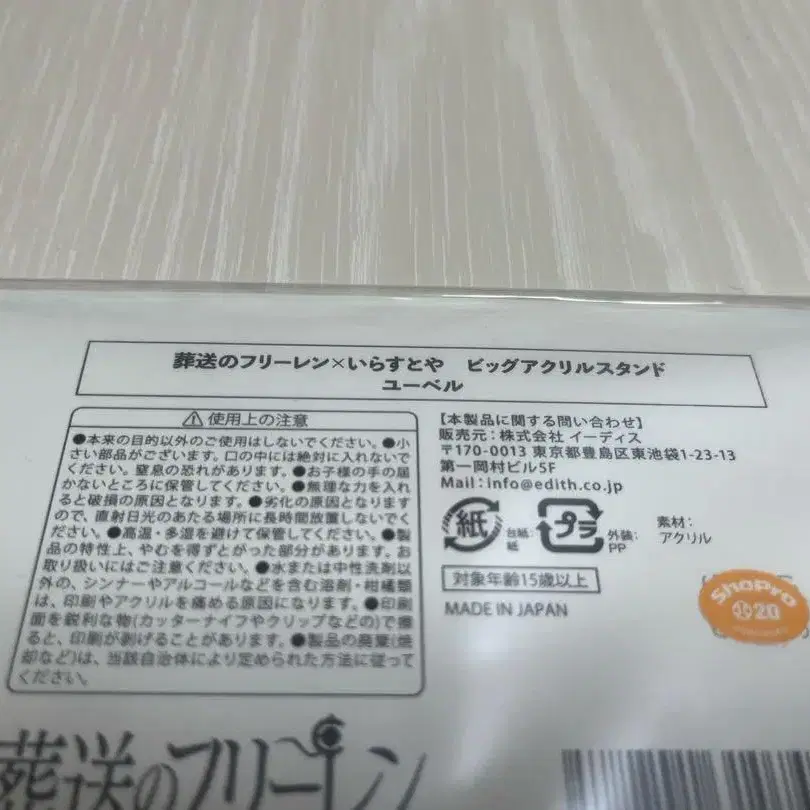 葬送のフリーレン×いらすとや ビッグアクリルスタンド
ユーベル
⚠使用上の注意
●本来の目的以外のご使用はしないでください。●小
さい部品がございます。口の中には絶対に入れないで
ください。窒息の恐れがあります。●お子様の手の届
かないところに保管してください。●無理な力を入れ
ると破損の原因となります。●劣化の原因となります
ので、直射日光のあたる場所に長時間放置しないでく
ださい。●高温・多湿を避けて保管してください。●製
品の特性上、やむを得ずとがった部分があります。お
取り扱いにはご注意ください。●水または中性洗剤以
外の、シンナーやアルコールなどを含む溶剤・柑橘類
は、印刷やアクリルを痛める原因になります。●印刷
面を鋭利な物(カッターナイフやクリップなどの)で擦
ると、印刷が剥げることがあります。●製品の廃棄(焼
却など)は、当該自治体により定められた方法に従って
ください。
【本製品に関する問い合わせ】
販売元:株式会社 イーディス
〒170-0013 東京都豊島区東池袋1-23-13
第一岡村ビル5F
Mail:info@edith.co.jp
紙
台紙:
紙
プラ
外装:
PP
素材:
アクリル
対象年齢15歳以上
MADE IN JAPAN
ShoPro
20
葬送のフリーレン